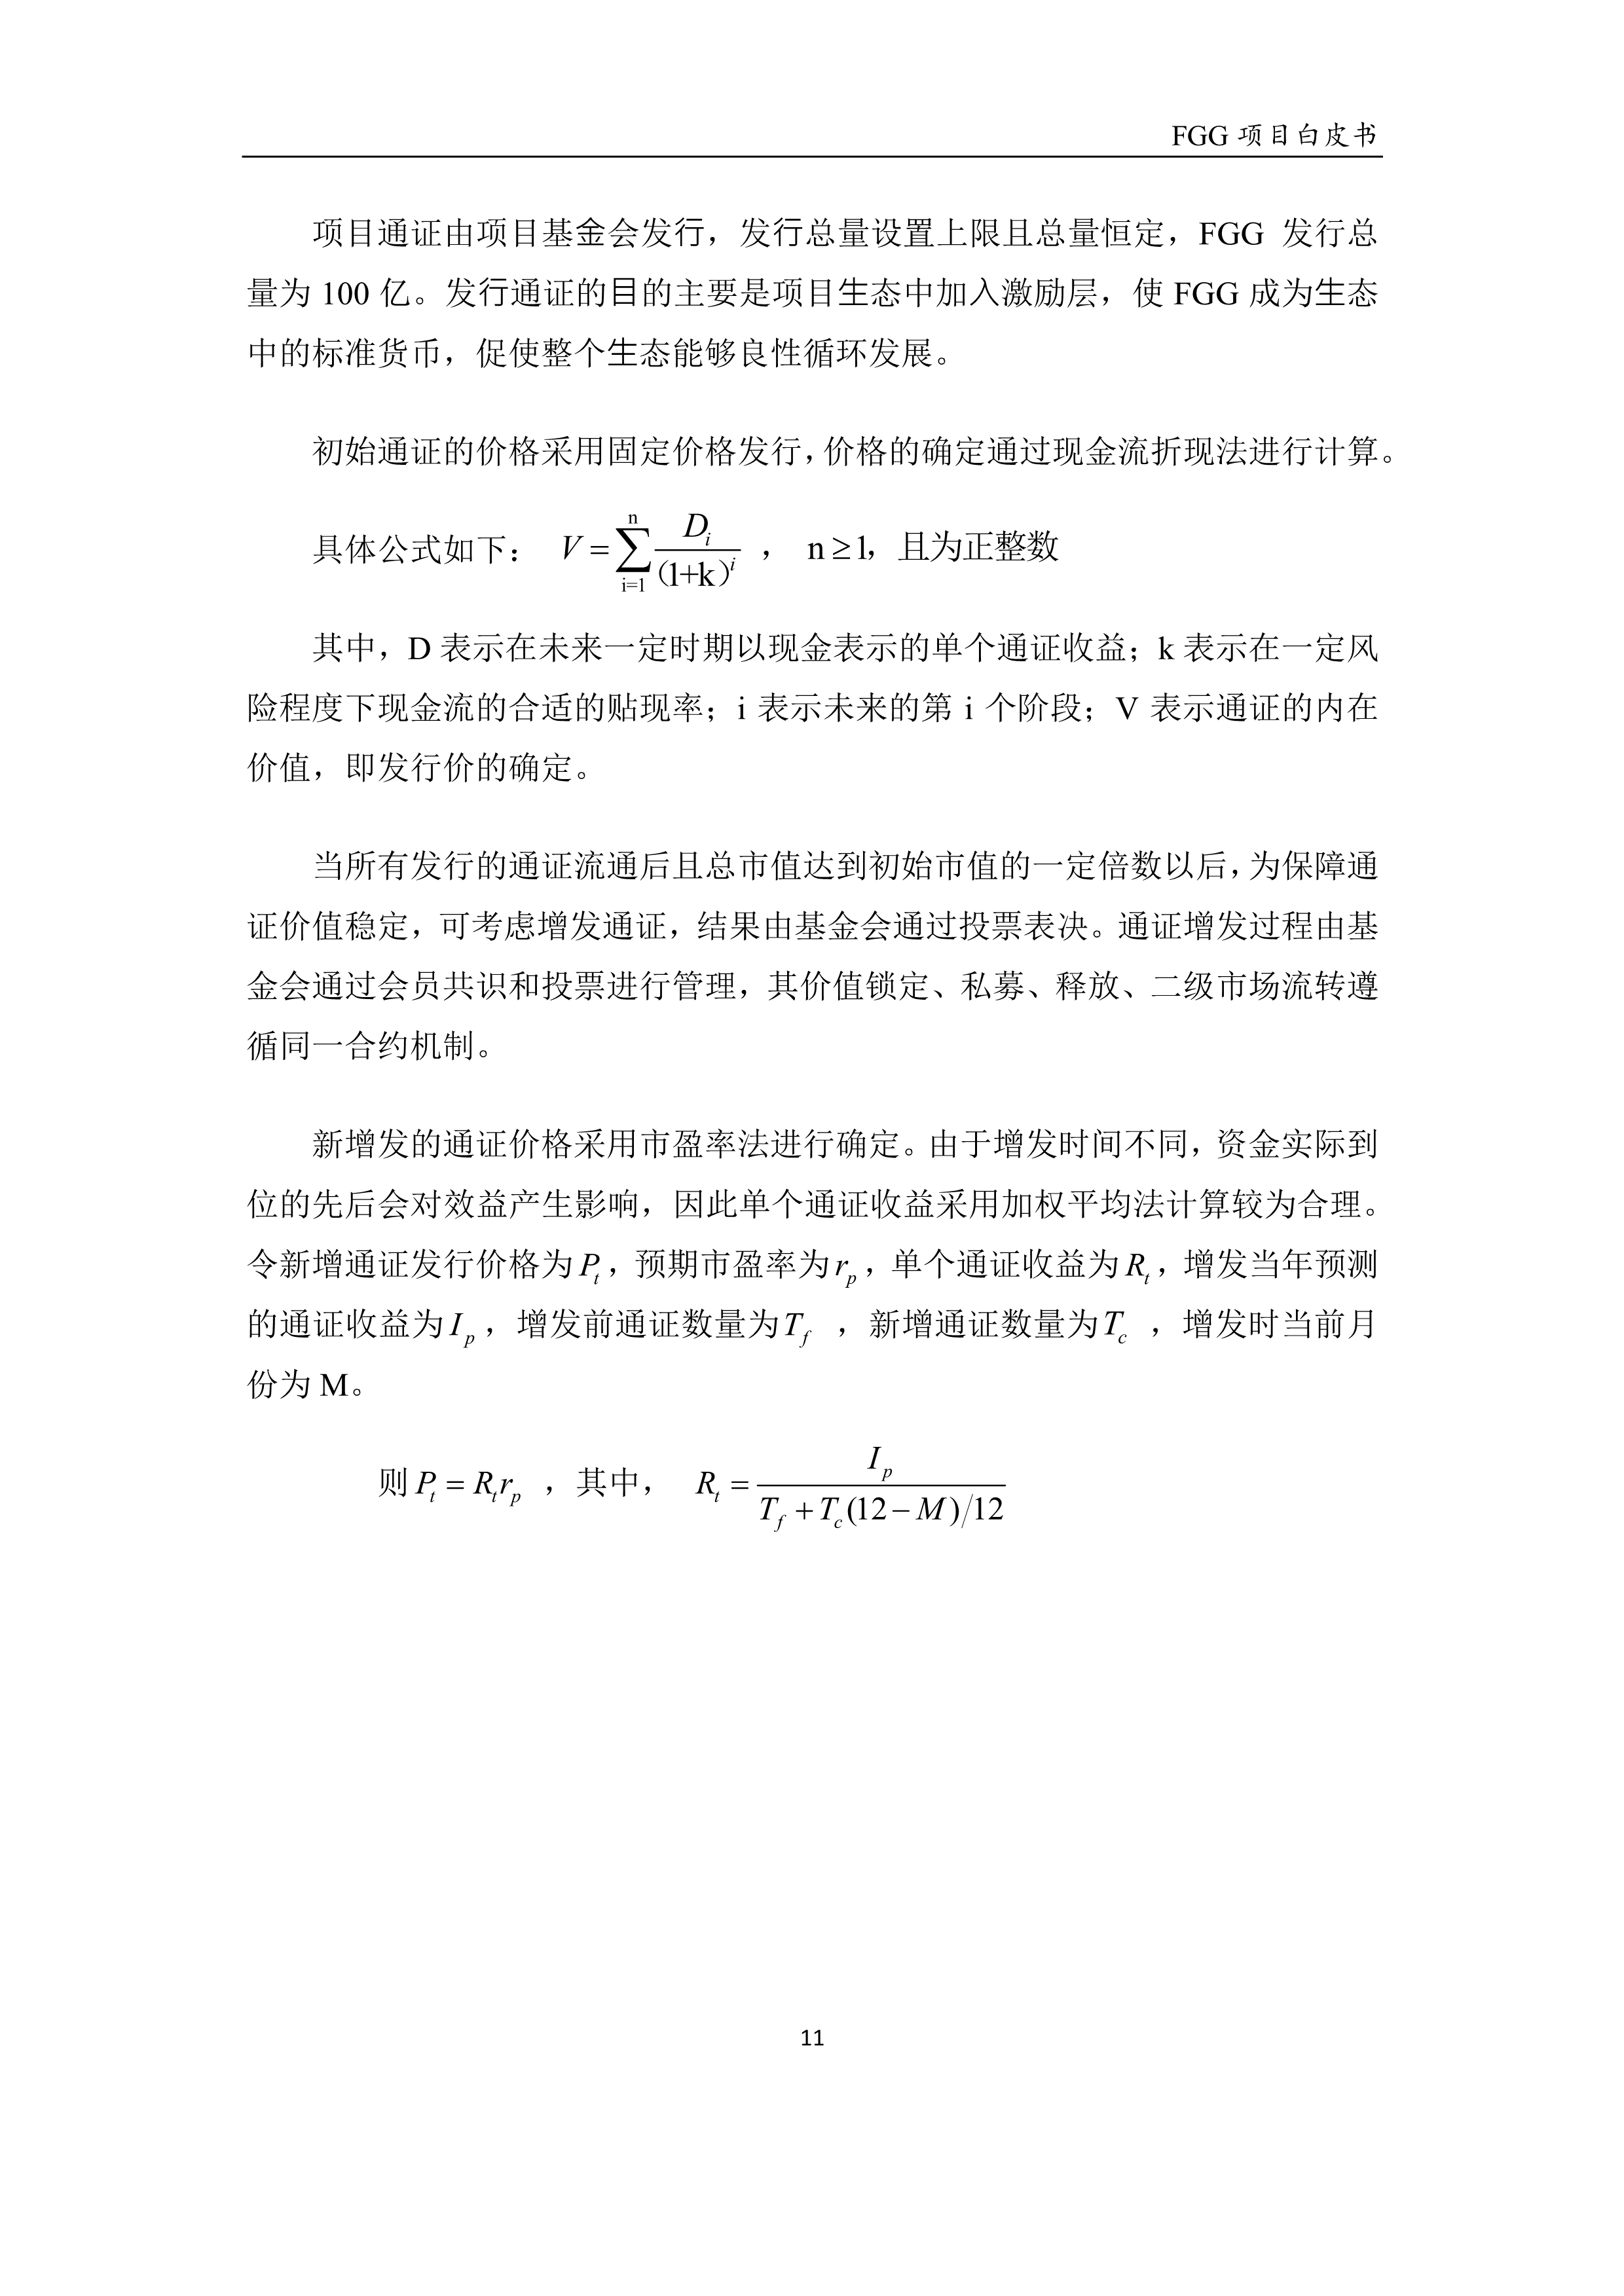 FGG 项目白皮书
项目通证由项目基金会发行，发行总量设置上限且总量恒定，FGG 发行总
量为 100 亿。发行通证的目的主要是项目生态中加入激励层，使 FGG 成为生态
中的标准货币，促使整个生态能够良性循环发展。
初始通证的价格采用固定价格发行，价格的确定通过现金流折现法进行计算。
具体公式如下： $V=\sum_{i=1}^{n}\frac{D_i}{(1+k)^i}$ ， n≥1，且为正整数
其中，D 表示在未来一定时期以现金表示的单个通证收益；k 表示在一定风
险程度下现金流的合适的贴现率；i 表示未来的第 i 个阶段；V 表示通证的内在
价值，即发行价的确定。
当所有发行的通证流通后且总市值达到初始市值的一定倍数以后，为保障通
证价值稳定，可考虑增发通证，结果由基金会通过投票表决。通证增发过程由基
金会通过会员共识和投票进行管理，其价值锁定、私募、释放、二级市场流转遵
循同一合约机制。
新增发的通证价格采用市盈率法进行确定。由于增发时间不同，资金实际到
位的先后会对效益产生影响，因此单个通证收益采用加权平均法计算较为合理。
令新增通证发行价格为 $P_t$，预期市盈率为 $r_p$，单个通证收益为 $R_t$，增发当年预测
的通证收益为 $I_p$，增发前通证数量为 $T_f$ ，新增通证数量为 $T_c$ ，增发时当前月
份为 M。
则 $P_t=R_t r_p$ ，其中， $R_t=\frac{I_p}{T_f+T_c(12-M)/12}$
11